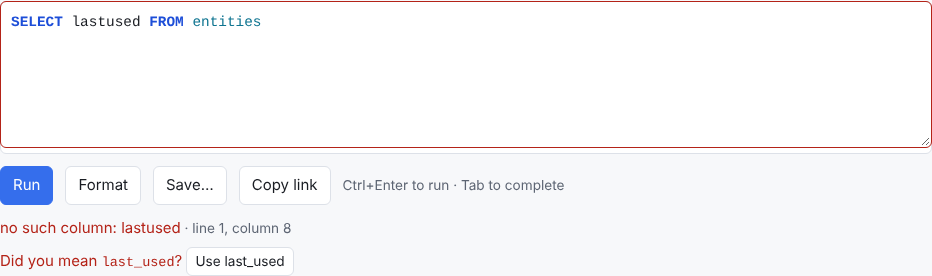 SELECT lastused FROM entities
Run Format Save... Copy link Ctrl+Enter to run · Tab to complete
no such column: lastused · line 1, column 8
Did you mean last_used? Use last_used